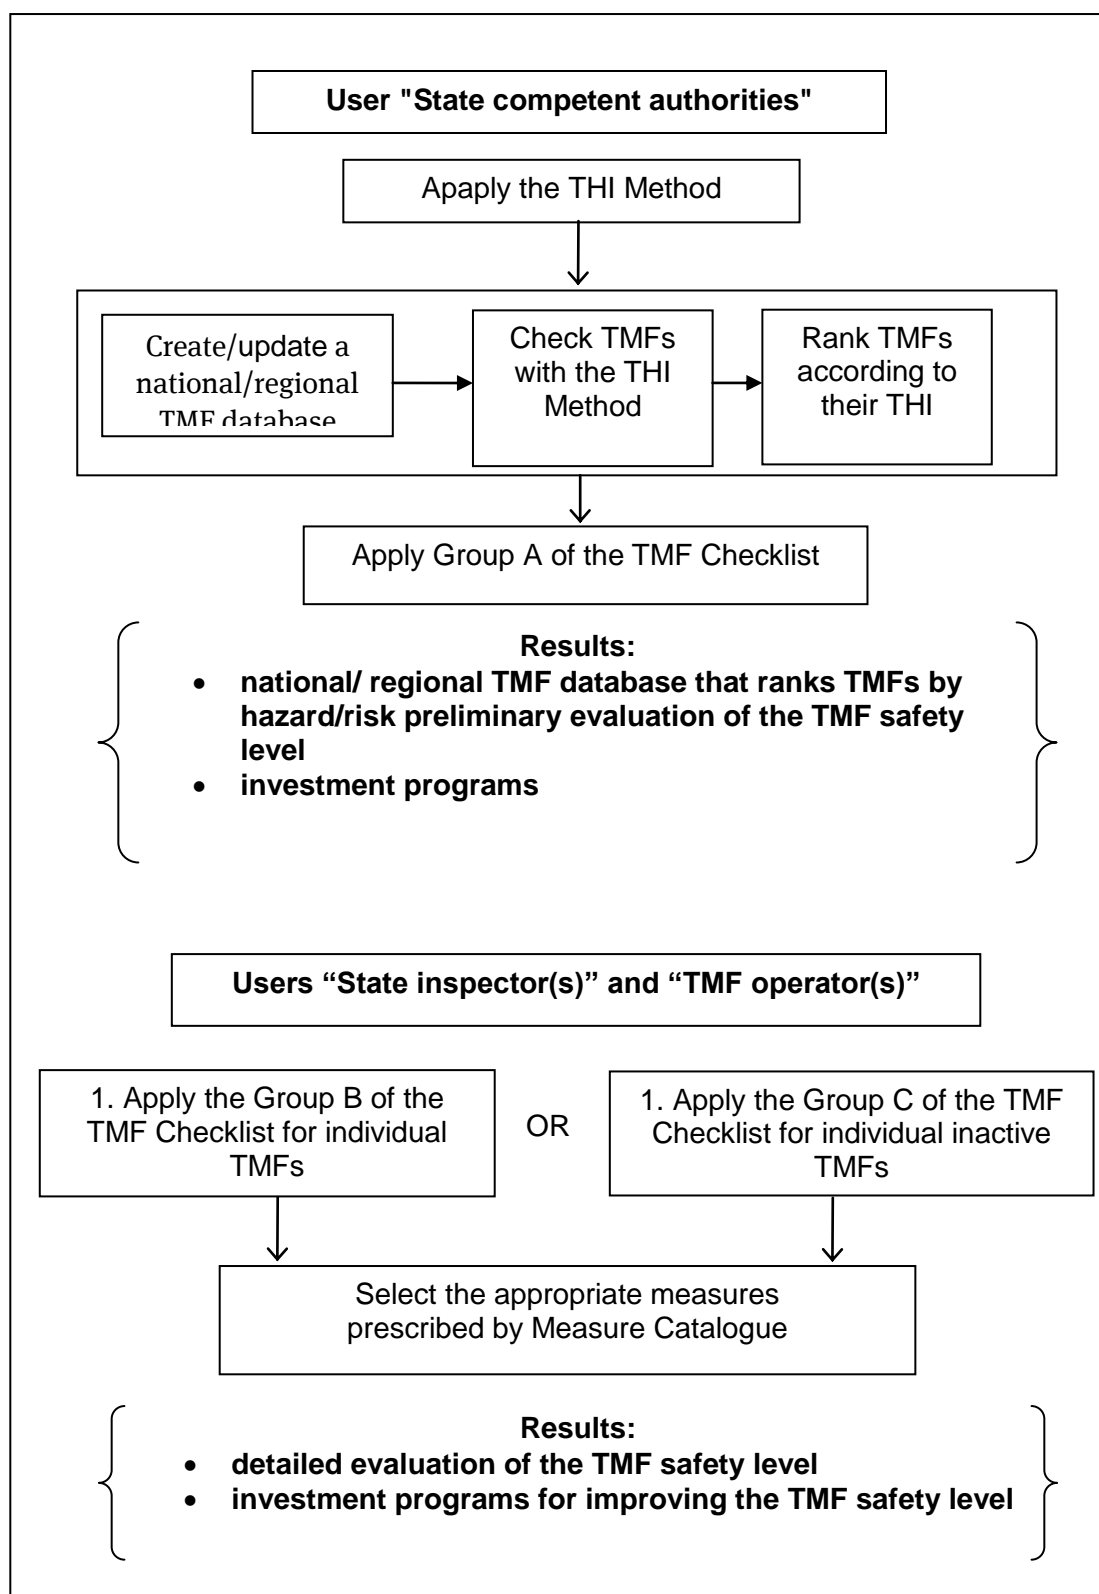 User "State competent authorities"
Apaply the THI Method
Create/update a
national/regional
TMF database
Check TMFs
with the THI
Method
Rank TMFs
according to
their THI
Apply Group A of the TMF Checklist
Results:
• national/ regional TMF database that ranks TMFs by
hazard/risk preliminary evaluation of the TMF safety
level
• investment programs
Users “State inspector(s)” and “TMF operator(s)”
1. Apply the Group B of the
TMF Checklist for individual
TMFs
OR
1. Apply the Group C of the TMF
Checklist for individual inactive
TMFs
Select the appropriate measures
prescribed by Measure Catalogue
Results:
• detailed evaluation of the TMF safety level
• investment programs for improving the TMF safety level